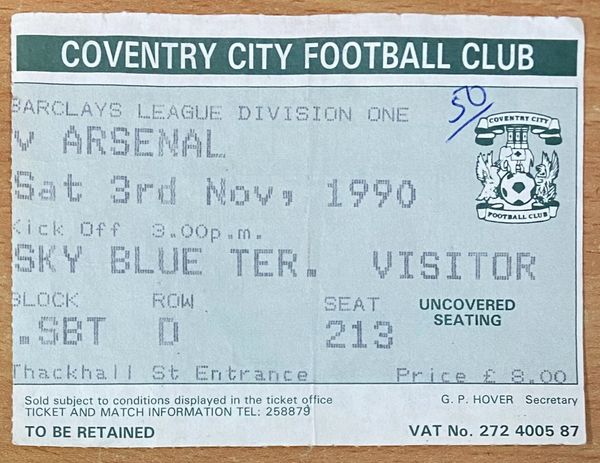 COVENTRY CITY FOOTBALL CLUB
BARCLAYS LEAGUE DIVISION ONE
50
v ARSENAL
COVENTRY CITY
FOOTBALL CLUB
Sat 3rd Nov, 1990
Kick Off 3.00p.m.
SKY BLUE TER. VISITOR
BLOCK ROW SEAT
UNCOVERED
SEATING
.SBT D 213
Thackhall St Entrance Price £ 8.00
Sold subject to conditions displayed in the ticket office G. P. HOVER Secretary
TICKET AND MATCH INFORMATION TEL: 258879
TO BE RETAINED VAT No. 272 4005 87